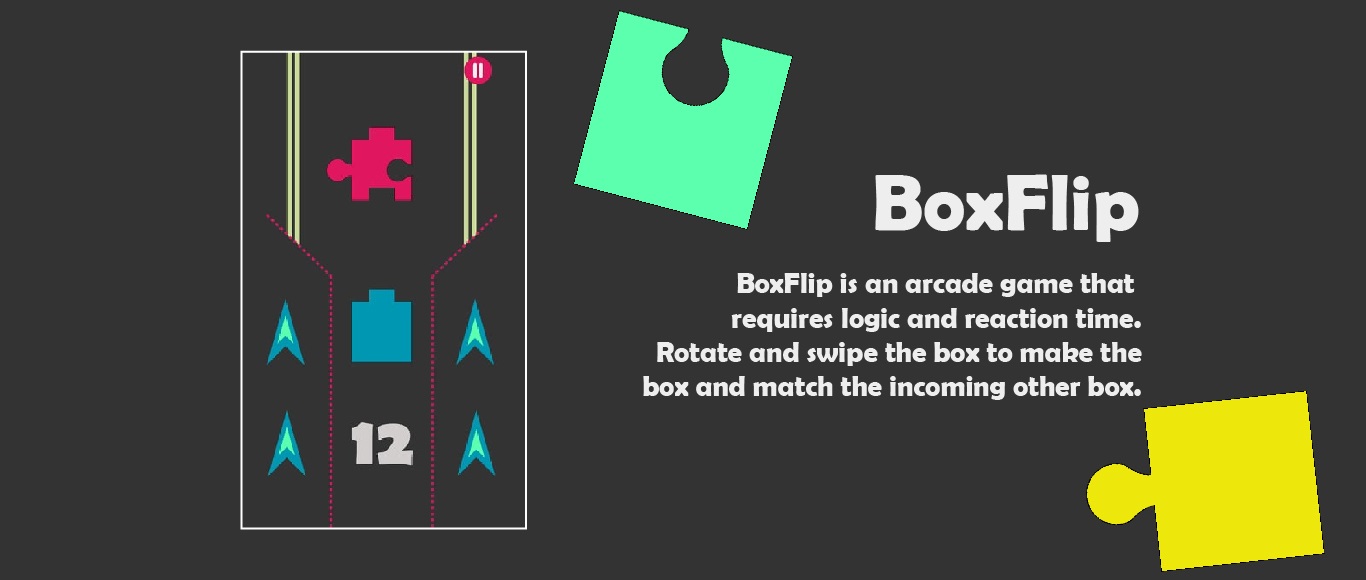 BoxFlip
BoxFlip is an arcade game that
requires logic and reaction time.
Rotate and swipe the box to make the
box and match the incoming other box.
12